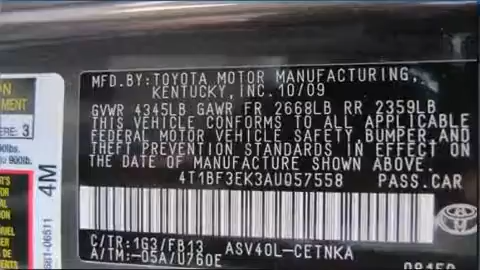 MFD.BY:TOYOTA MOTOR MANUFACTURING,
KENTUCKY, INC. 10/09
GVWR 4345LB GAWR FR 2668LB RR 2359LB
THIS VEHICLE CONFORMS TO ALL APPLICABLE
FEDERAL MOTOR VEHICLE SAFETY, BUMPER, AND
THEFT PREVENTION STANDARDS IN EFFECT ON
THE DATE OF MANUFACTURE SHOWN ABOVE.
4T1BF3EK3AU057558 PASS.CAR
C/TR:1G3/FB13 ASV40L-CETNKA
A/TM:-05A/U760E
4M
3